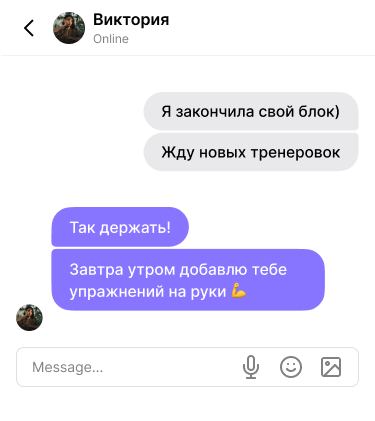 Виктория
Online
Я закончила свой блок)
Жду новых тренеровок
Так держать!
Завтра утром добавлю тебе
упражнений на руки 💪
Message...